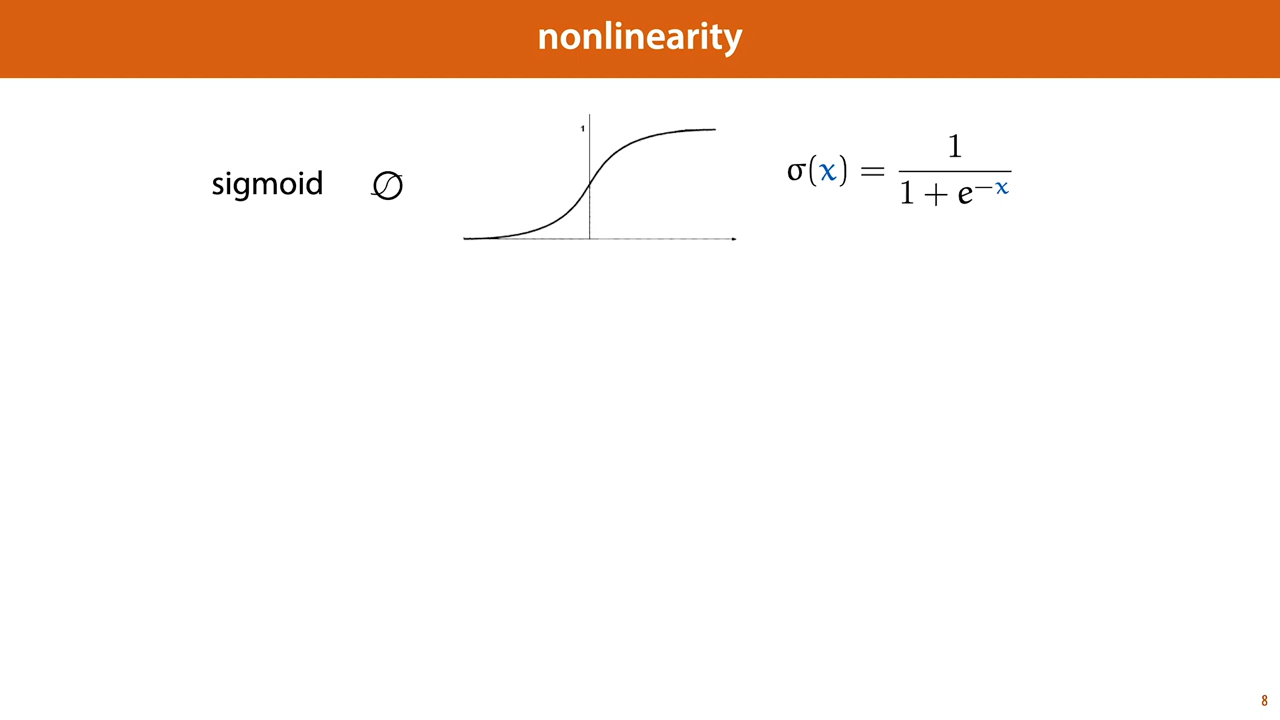 nonlinearity
1
sigmoid
σ(x) = 1 / (1 + e^{−x})
8